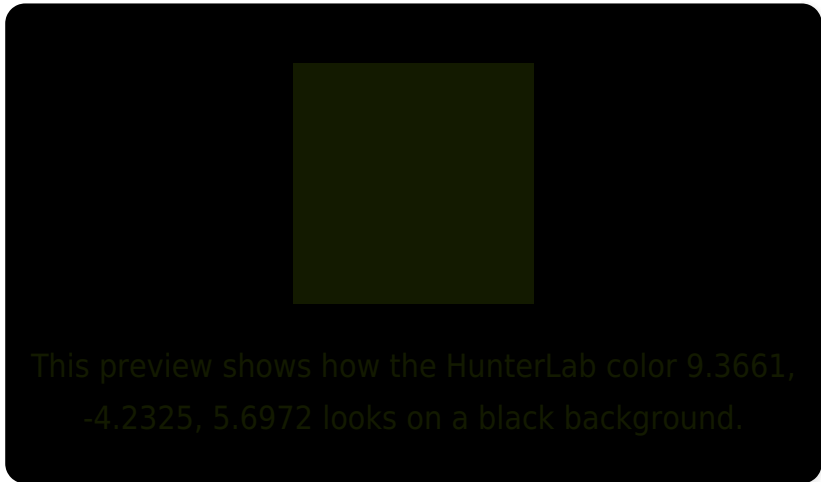 This preview shows how the HunterLab color 9.3661,
-4.2325, 5.6972 looks on a black background.